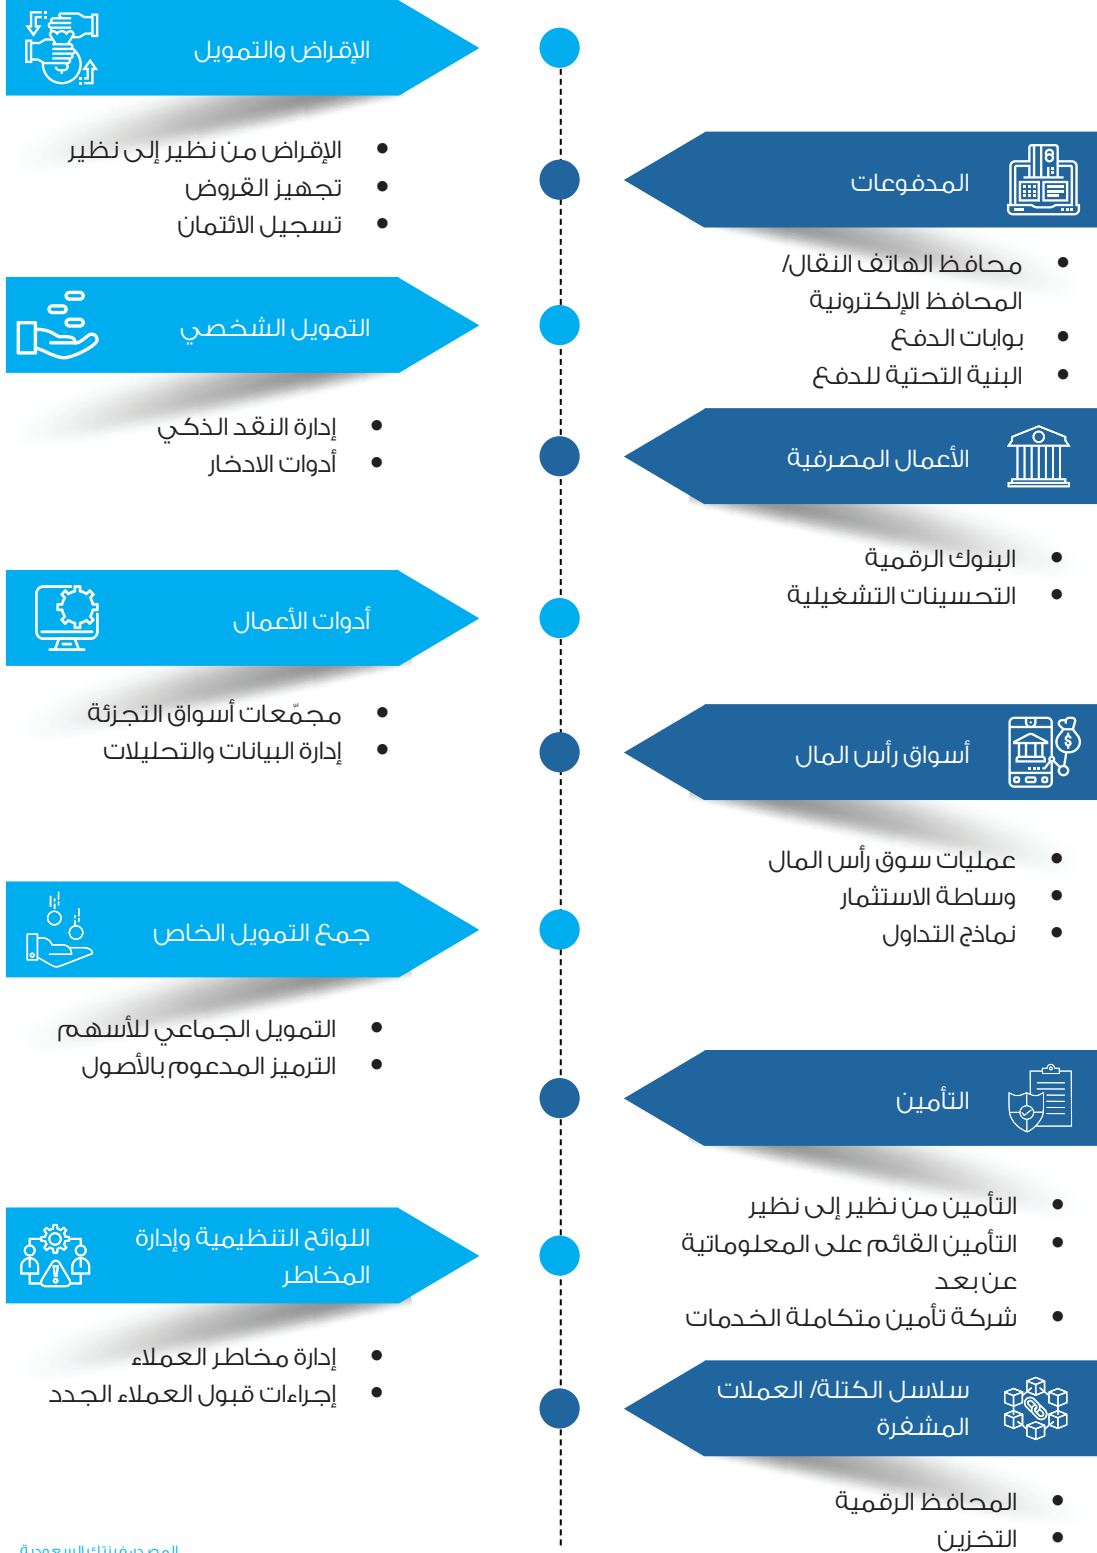 الإقراض والتمويل
الإقراض من نظير إلى نظير
تجهيز القروض
تسجيل الائتمان
المدفوعات
محافظ الهاتف النقال/
المحافظ الإلكترونية
بوابات الدفع
البنية التحتية للدفع
التمويل الشخصي
إدارة النقد الذكي
أدوات الادخار
الأعمال المصرفية
البنوك الرقمية
التحسينات التشغيلية
أدوات الأعمال
مجمّعات أسواق التجزئة
إدارة البيانات والتحليلات
أسواق رأس المال
عمليات سوق رأس المال
وساطة الاستثمار
نماذج التداول
جمع التمويل الخاص
التمويل الجماعي للأسهم
الترميز المدعوم بالأصول
التأمين
التأمين من نظير إلى نظير
التأمين القائم على المعلوماتية
عن بعد
شركة تأمين متكاملة الخدمات
اللوائح التنظيمية وإدارة
المخاطر
إدارة مخاطر العملاء
إجراءات قبول العملاء الجدد
سلاسل الكتلة/ العملات
المشفرة
المحافظ الرقمية
التخزين
المصدر: فنتك السعودية